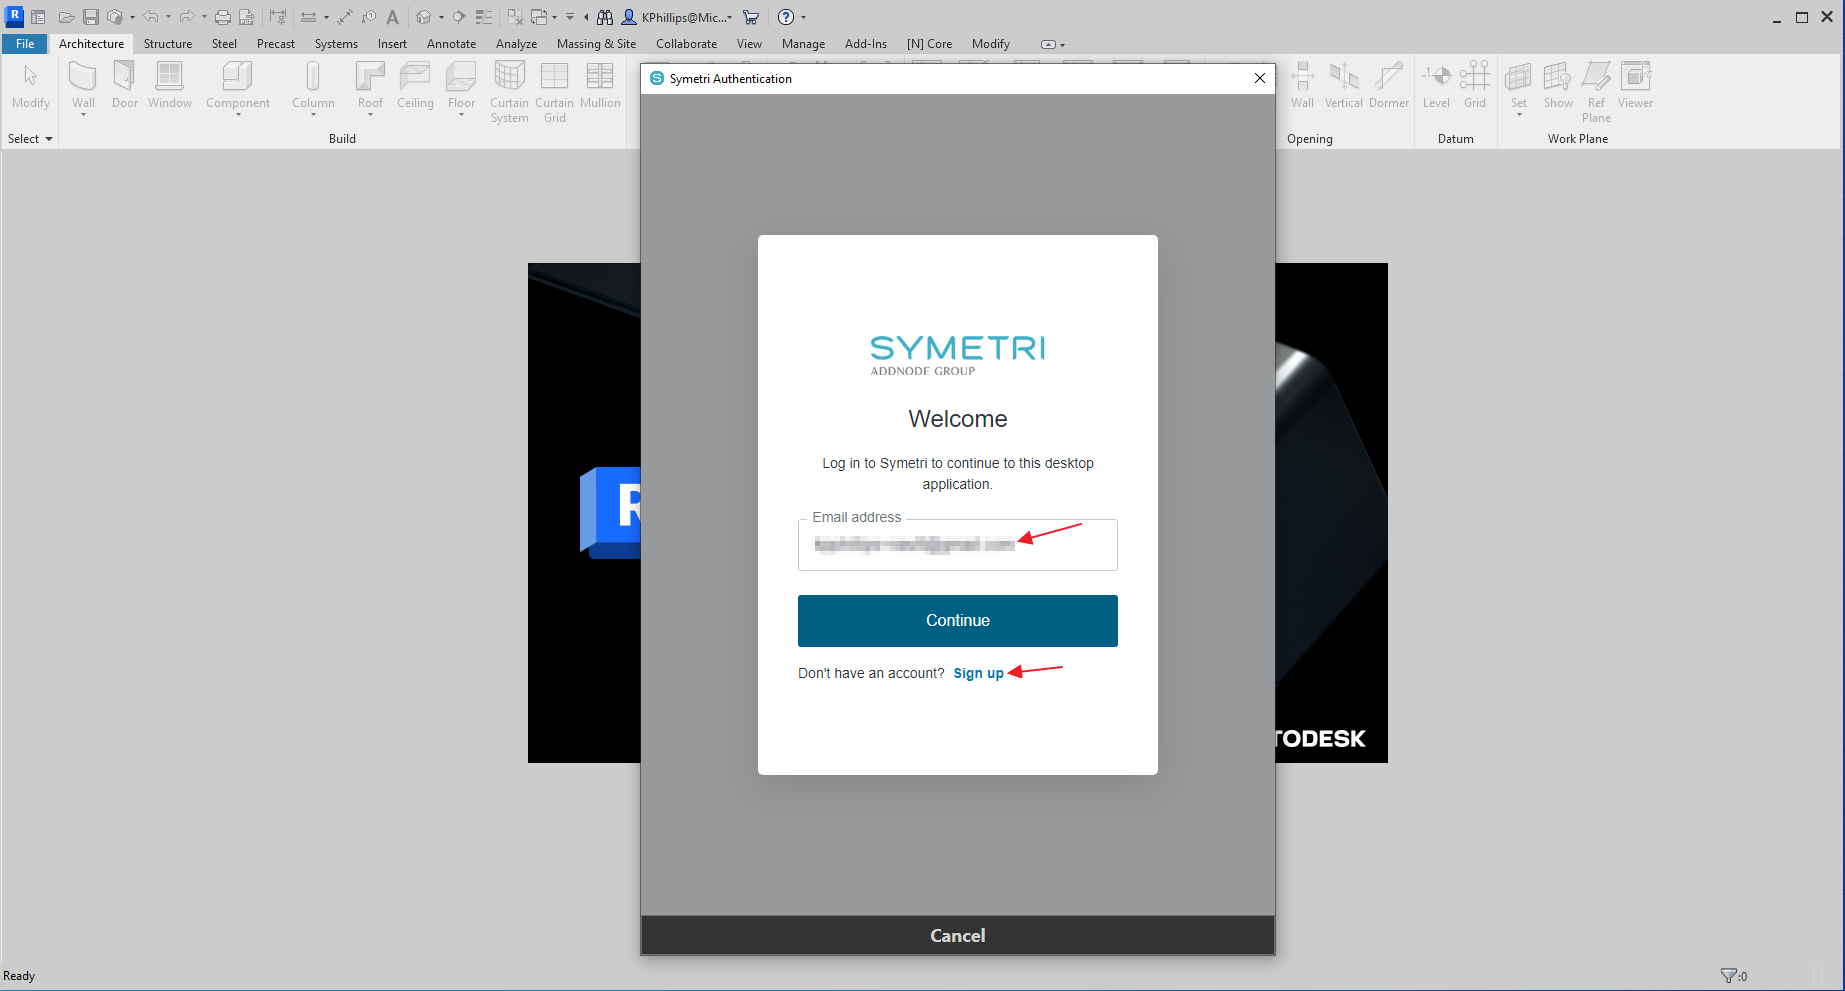 R
KPhillips@Mic...
File Architecture Structure Steel Precast Systems Insert Annotate Analyze Massing & Site Collaborate View Manage Add-Ins [N] Core Modify
Symetri Authentication
Modify Wall Door Window Component Column Roof Ceiling Floor Curtain System Curtain Grid Mullion
Wall Vertical Dormer Level Grid Set Show Ref Plane Viewer
Select Build Opening Datum Work Plane
SYMETRI
ADDNODE GROUP
Welcome
Log in to Symetri to continue to this desktop
application.
Email address
R
Continue
Don't have an account? Sign up
TODESK
Cancel
Ready
:0